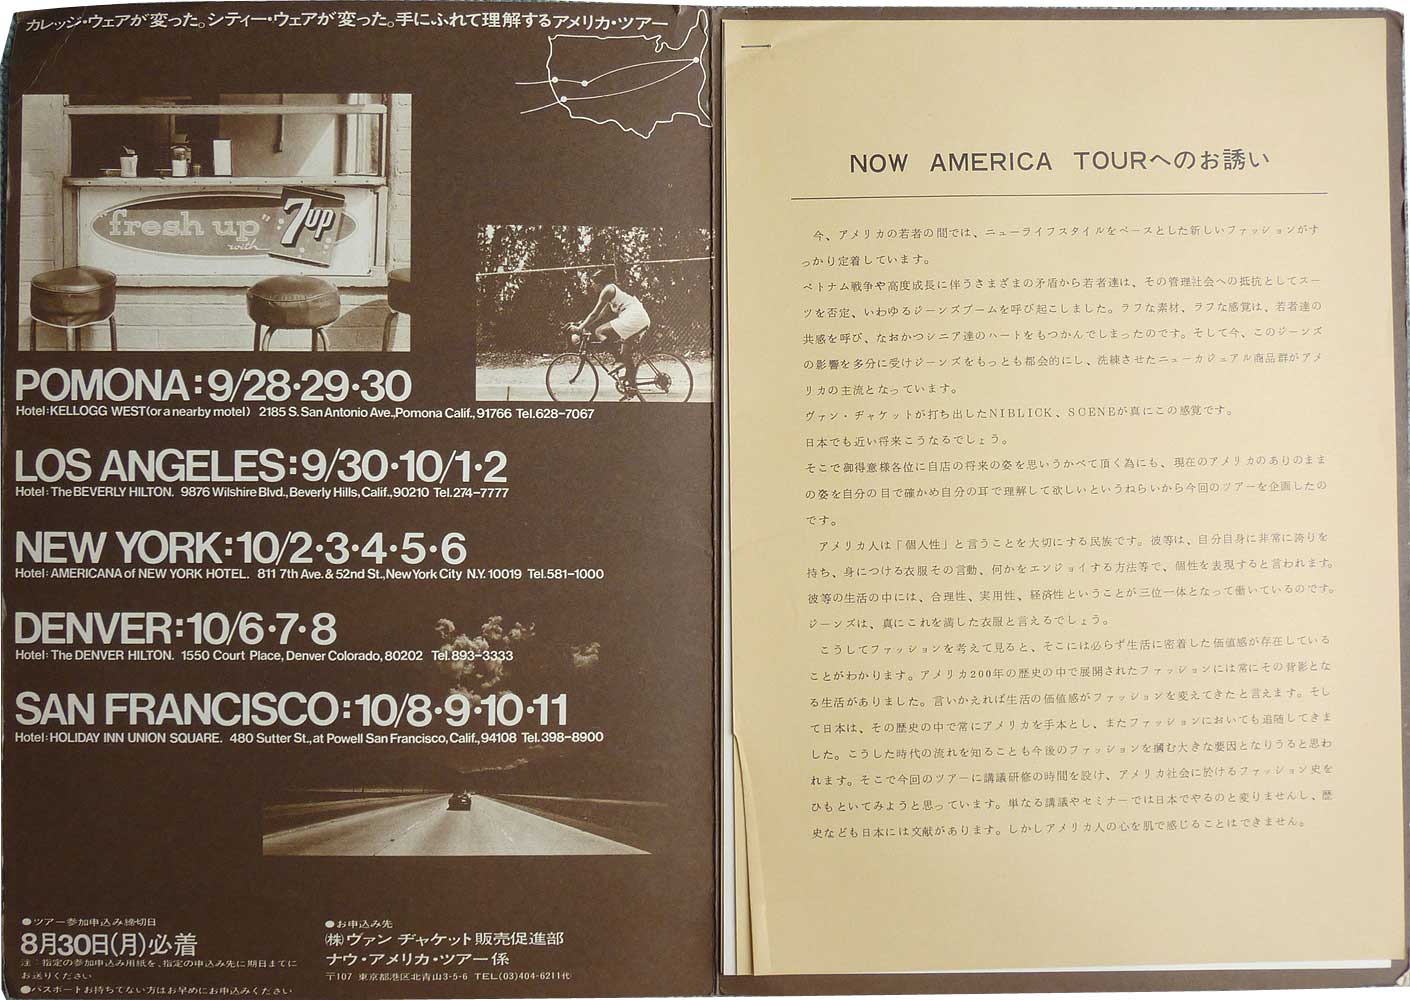 カレッジ・ウェアが変った。シティー・ウェアが変った。手にふれて理解するアメリカ・ツアー
"fresh up"
with
7up
POMONA:9/28・29・30
Hotel:KELLOGG WEST(or a nearby motel) 2185 S. San Antonio Ave.,Pomona Calif., 91766 Tel.628-7067
LOS ANGELES:9/30・10/1・2
Hotel: The BEVERLY HILTON. 9876 Wilshire Blvd., Beverly Hills,Calif.,90210 Tel.274-7777
NEW YORK:10/2・3・4・5・6
Hotel: AMERICANA of NEW YORK HOTEL. 811 7th Ave. & 52nd St., New York City N.Y. 10019 Tel.581-1000
DENVER:10/6・7・8
Hotel: The DENVER HILTON. 1550 Court Place, Denver Colorado, 80202 Tel.893-3333
SAN FRANCISCO:10/8・9・10・11
Hotel: HOLIDAY INN UNION SQUARE. 480 Sutter St., at Powell San Francisco, Calif., 94108 Tel.398-8900
●ツアー参加申込み締切日
8月30日(月)必着
注：指定の参加申込み用紙を、指定の申込み先に期日までに
お送りください
●パスポートお持ちでない方はお早めにお申込みください
●お申込み先
(株)ヴァン ヂャケット販売促進部
ナウ・アメリカ・ツアー係
〒107 東京都港区北青山3-5-6 TEL(03)404-6211代
NOW AMERICA TOURへのお誘い
今、アメリカの若者の間では、ニューライフスタイルをベースとした新しいファッションがす
っかり定着しています。
ベトナム戦争や高度成長に伴うさまざまの矛盾から若者達は、その管理社会への抵抗としてスー
ツを否定、いわゆるジーンズブームを呼び起こしました。ラフな素材、ラフな感覚は、若者達の
共感を呼び、なおかつシニア達のハートをもつかんでしまったのです。そして今、このジーンズ
の影響を多分に受けジーンズをもっとも都会的にし、洗練させたニューカジュアル商品群がアメ
リカの主流となっています。
ヴァン・ヂャケットが打ち出したNIBLICK、SCENEが真にこの感覚です。
日本でも近い将来こうなるでしょう。
そこで御得意様各位に自店の将来の姿を思いうかべて頂く為にも、現在のアメリカのありのまま
の姿を自分の目で確かめ自分の耳で理解して欲しいというねらいから今回のツアーを企画したの
です。
アメリカ人は「個人性」と言うことを大切にする民族です。彼等は、自分自身に非常に誇りを
持ち、身につける衣服その言動、何かをエンジョイする方法等で、個性を表現すると言われます。
彼等の生活の中には、合理性、実用性、経済性ということが三位一体となって働いているのです。
ジーンズは、真にこれを満した衣服と言えるでしょう。
こうしてファッションを考えて見ると、そこには必らず生活に密着した価値感が存在している
ことがわかります。アメリカ200年の歴史の中で展開されたファッションには常にその背影とな
る生活がありました。言いかえれば生活の価値感がファッションを変えてきたと言えます。そし
て日本は、その歴史の中で常にアメリカを手本とし、またファッションにおいても追随してきま
した。こうした時代の流れを知ることも今後のファッションを摑む大きな要因となりうると思わ
れます。そこで今回のツアーに講議研修の時間を設け、アメリカ社会に於けるファッション史を
ひもといてみようと思っています。単なる講議やセミナーでは日本でやるのと変りませんし、歴
史なども日本には文献があります。しかしアメリカ人の心を肌で感じることはできません。